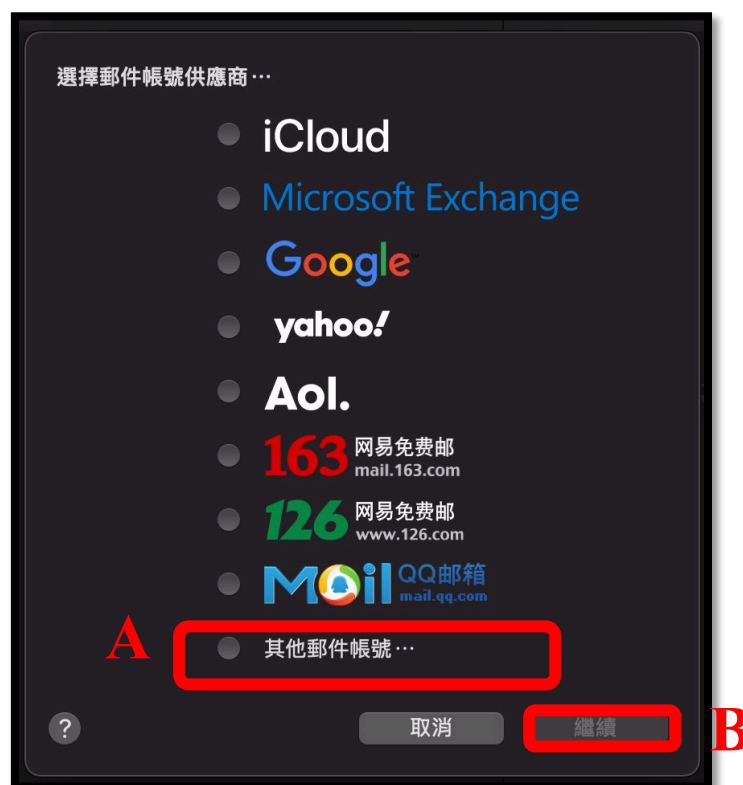 選擇郵件帳號供應商…
iCloud
Microsoft Exchange
Google™
yahoo!
Aol.
163 网易免费邮
mail.163.com
126 网易免费邮
www.126.com
Mail QQ邮箱
mail.qq.com
A 其他郵件帳號…
? 取消 繼續 B